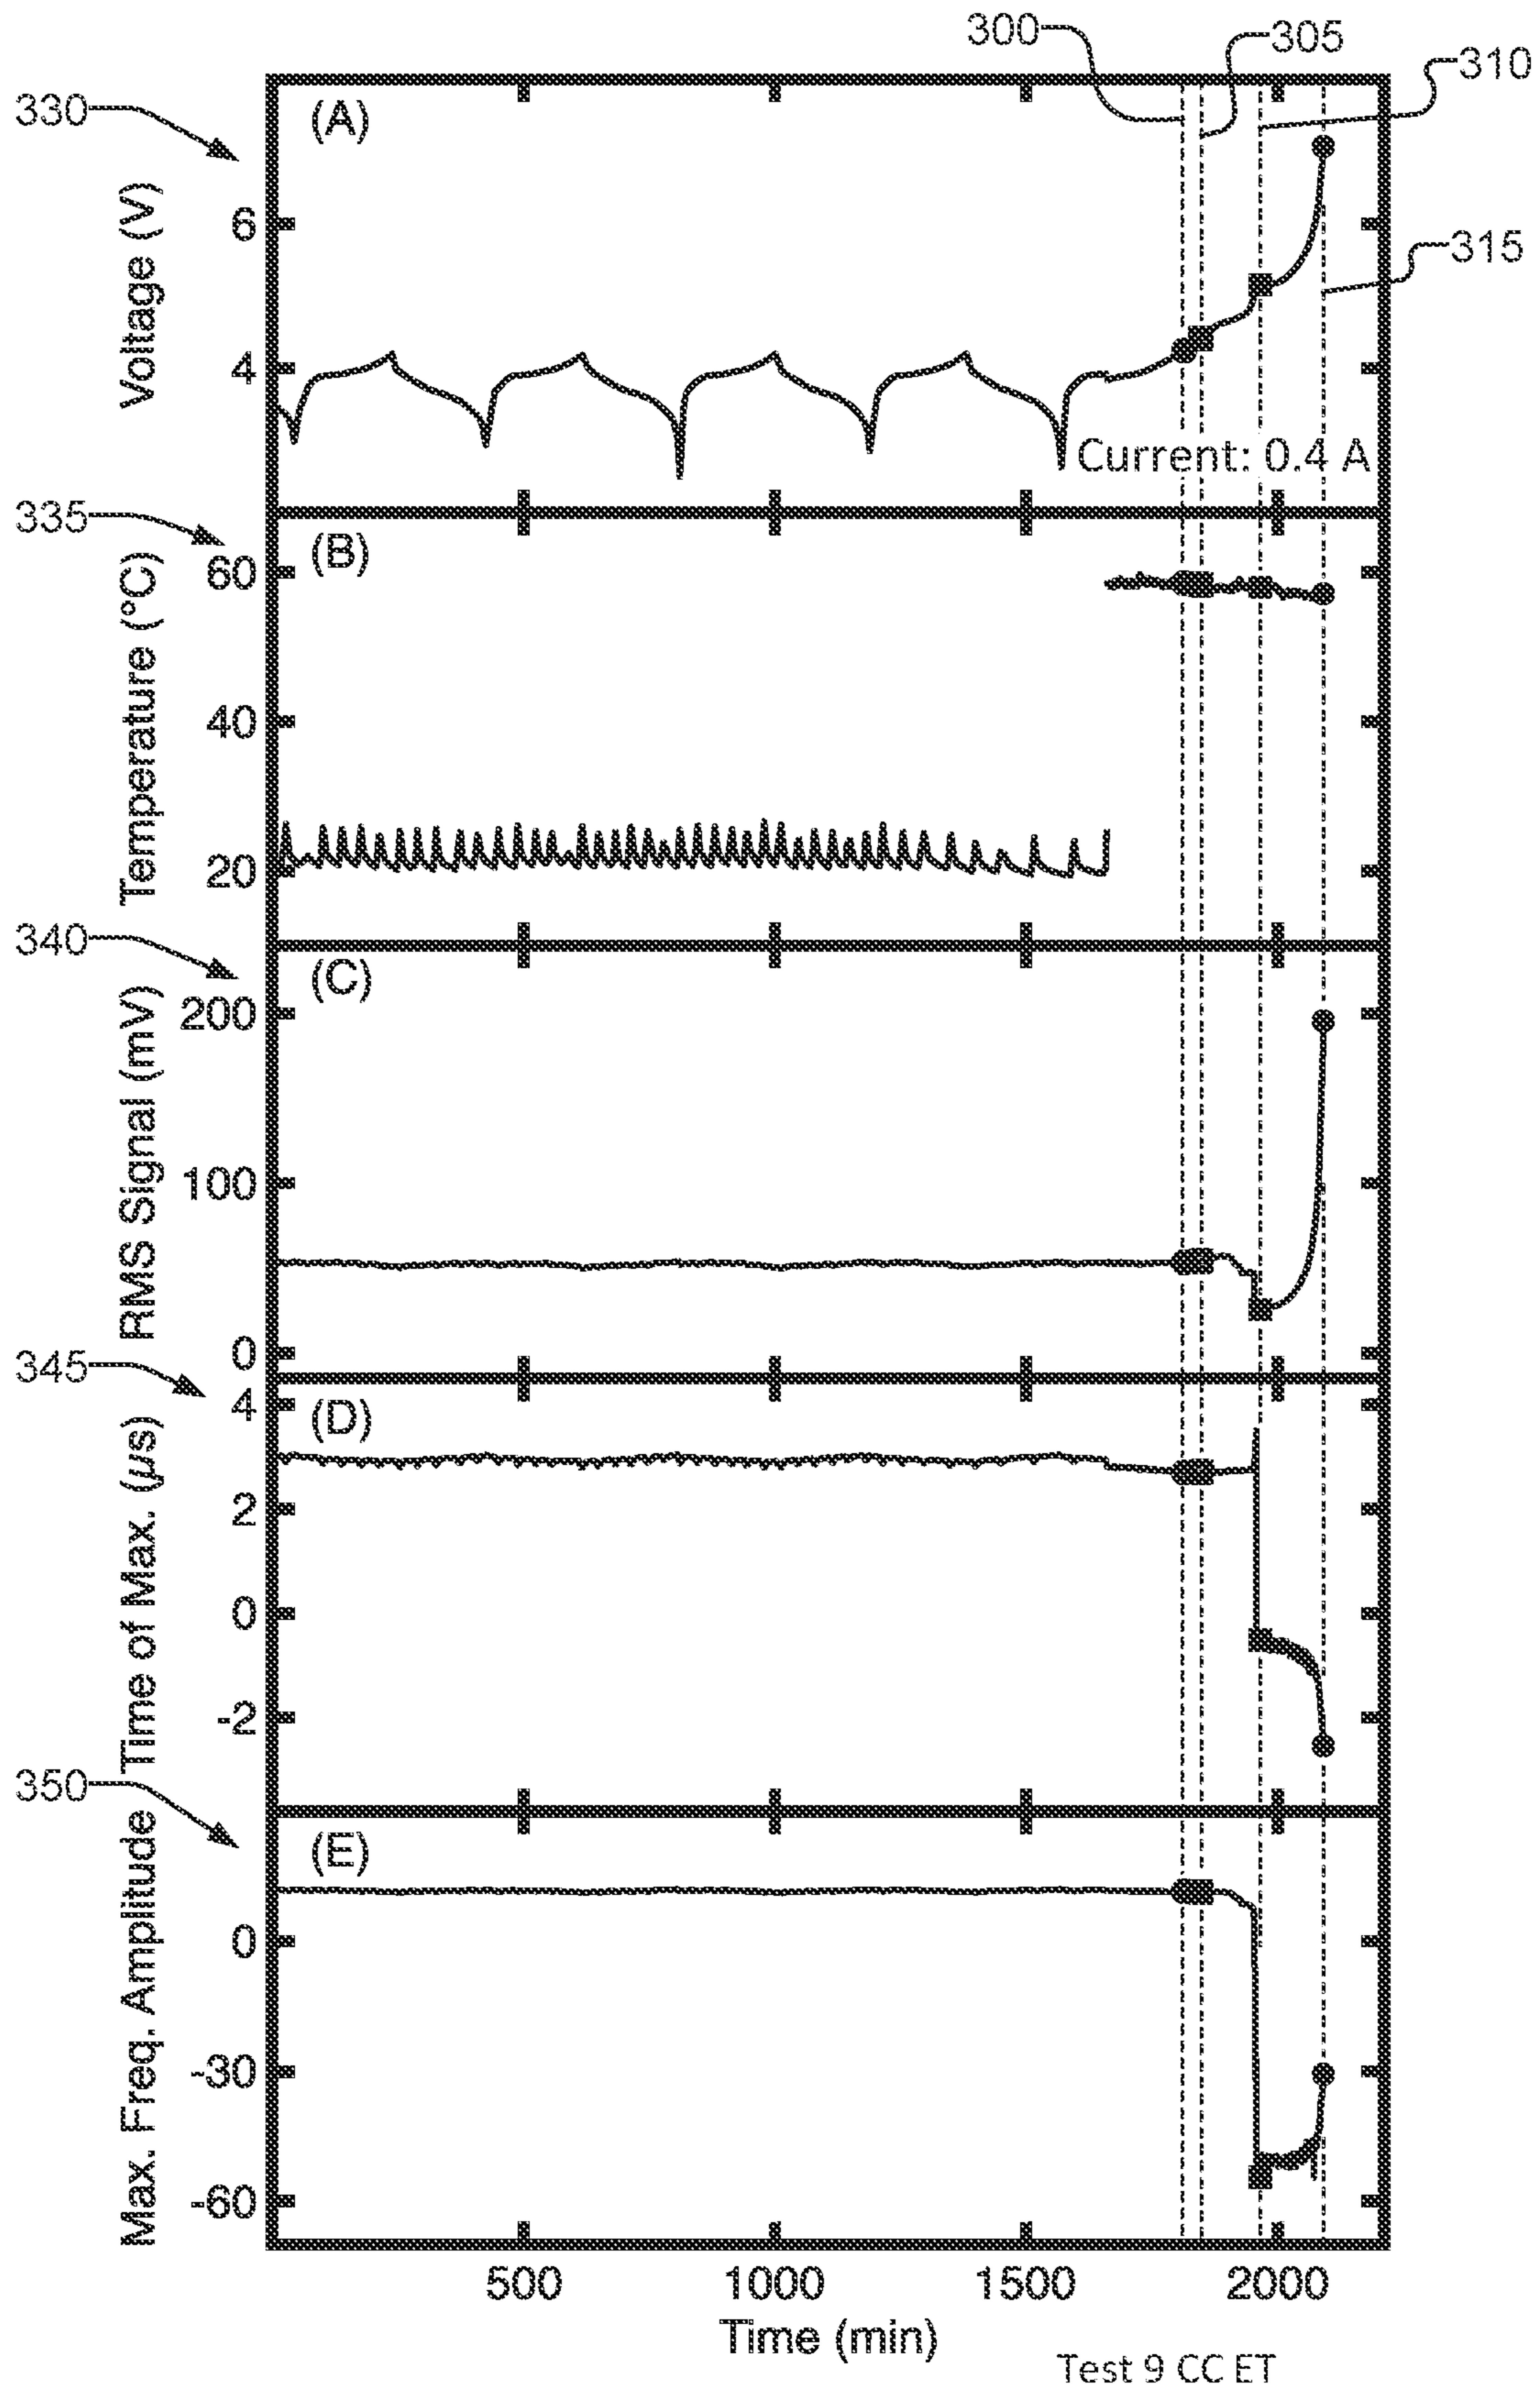 300
305
310
330
(A)
Voltage (V)
6
4
315
Current: 0.4 A
335
(B)
Temperature (°C)
60
40
20
340
(C)
RMS Signal (mV)
200
100
0
345
(D)
Time of Max. (µs)
4
2
0
-2
350
(E)
Max. Freq. Amplitude
0
-30
-60
500 1000 1500 2000
Time (min)
Test 9 CC ET